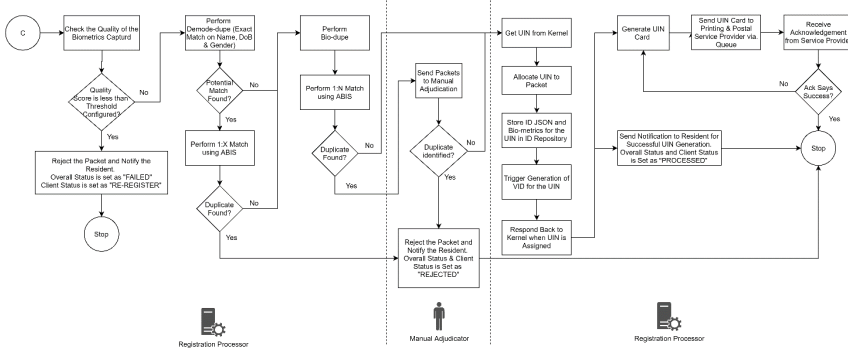 C
Check the Quality of the
Biometrics Capturd
No
Quality
Score is less than
Threshold
Configured?
Yes
Reject the Packet and Notify the
Resident.
Overall Status is set as "FAILED"
Client Status is set as "RE-REGISTER"
Stop
Perform
Demode-dupe (Exact
Match on Name, DoB
& Gender)
Potential
Match
Found?
No
Yes
Perform 1:X Match
using ABIS
Duplicate
Found?
No
Yes
Perform
Bio-dupe
Perform 1:N Match
using ABIS
Duplicate
Found?
No
Yes
Send Packets
to Manual
Adjudication
Duplicate
identified?
No
Yes
Reject the Packet and
Notify the Resident.
Overall Status & Client
Status is Set as
"REJECTED"
Get UIN from Kernel
Allocate UIN to
Packet
Store ID JSON and
Bio-metrics for the
UIN in ID Repository
Trigger Generation of
VID for the UIN
Respond Back to
Kernel when UIN is
Assigned
Generate UIN
Card
Send UIN Card to
Printing & Postal
Service Provider via.
Queue
Receive
Acknowledgement
from Service Provide
No
Ack Says
Success?
Yes
Send Notification to Resident for
Successful UIN Generation.
Overall Status and Client Status
is Set as "PROCESSED"
Stop
Registration Processor
Manual Adjudicator
Registration Processor